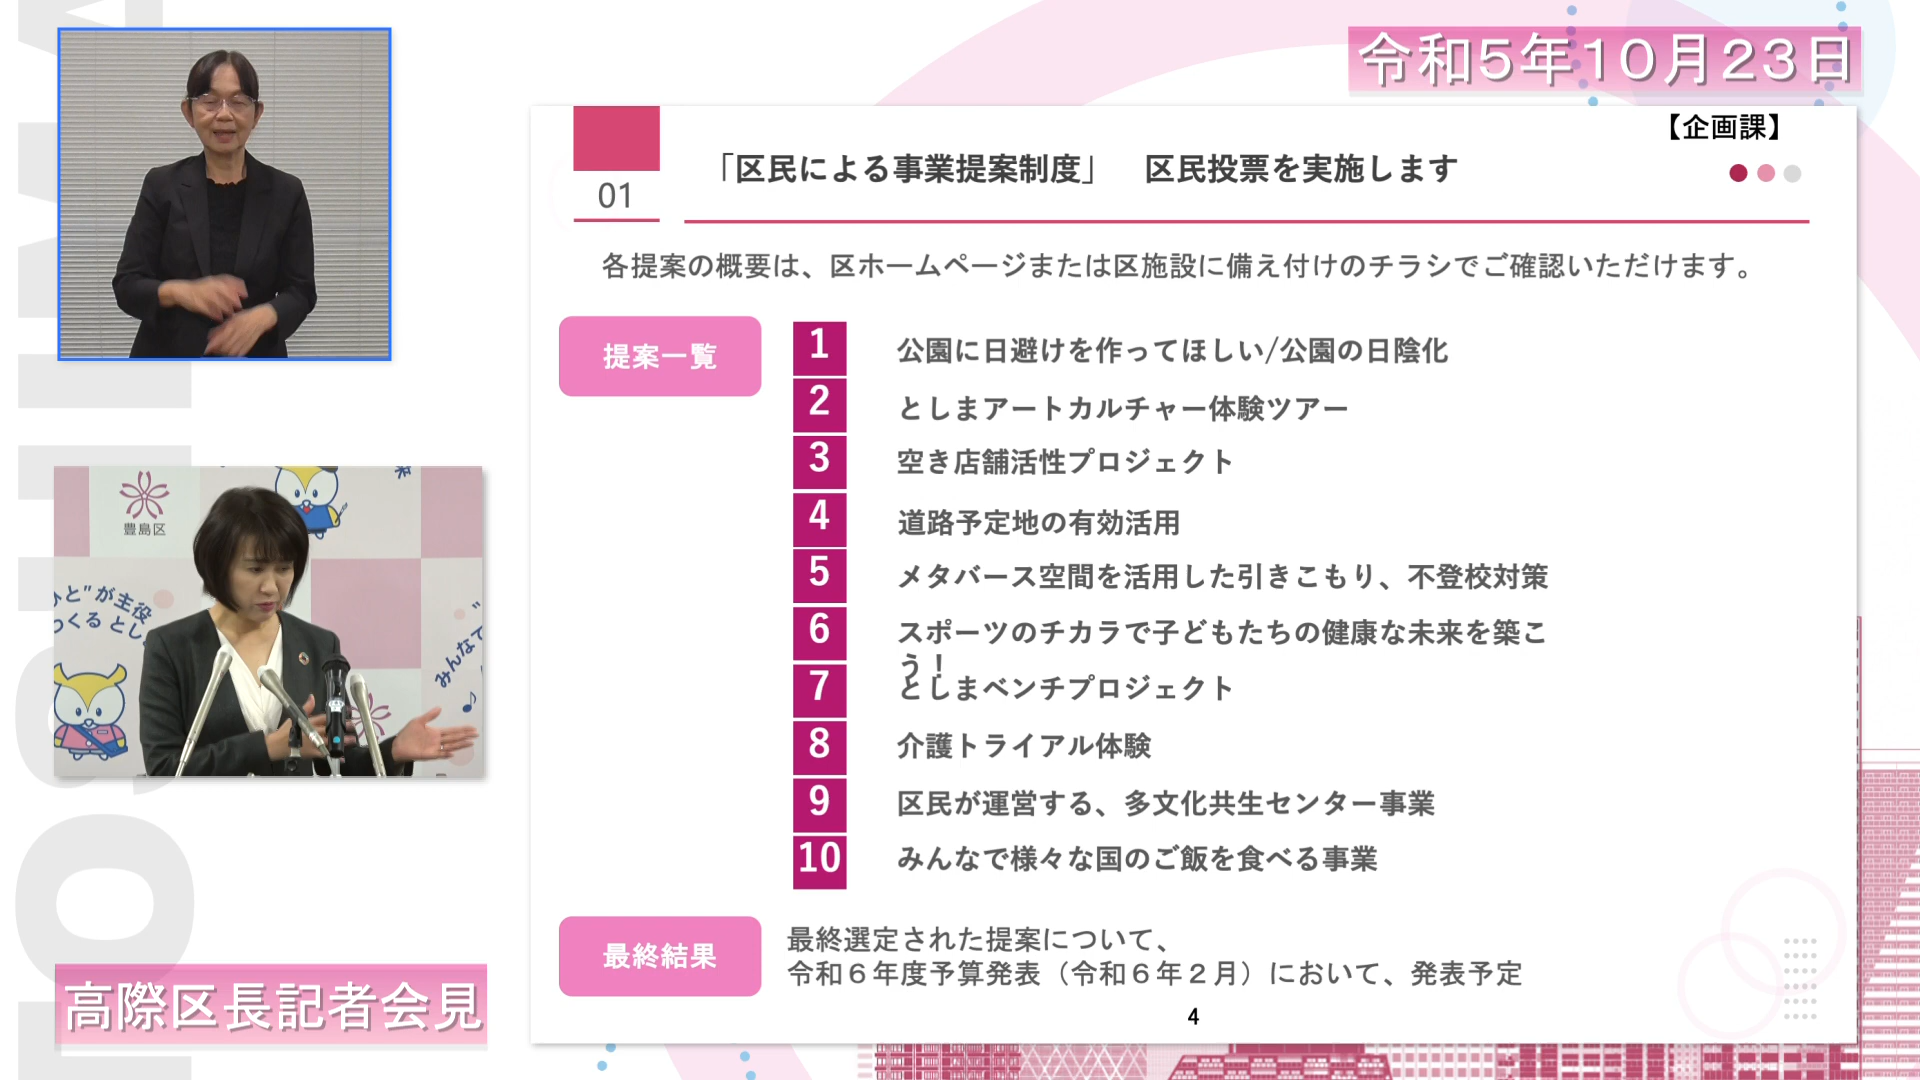 令和5年10月23日
【企画課】
01
「区民による事業提案制度」　区民投票を実施します
各提案の概要は、区ホームページまたは区施設に備え付けのチラシでご確認いただけます。
提案一覧
1 公園に日避けを作ってほしい/公園の日陰化
2 としまアートカルチャー体験ツアー
3 空き店舗活性プロジェクト
4 道路予定地の有効活用
5 メタバース空間を活用した引きこもり、不登校対策
6 スポーツのチカラで子どもたちの健康な未来を築こ
う！
7 としまベンチプロジェクト
8 介護トライアル体験
9 区民が運営する、多文化共生センター事業
10 みんなで様々な国のご飯を食べる事業
最終結果
最終選定された提案について、
令和６年度予算発表（令和６年２月）において、発表予定
4
豊島区
ひと”が主役
つくる とし
みんなで
高際区長記者会見